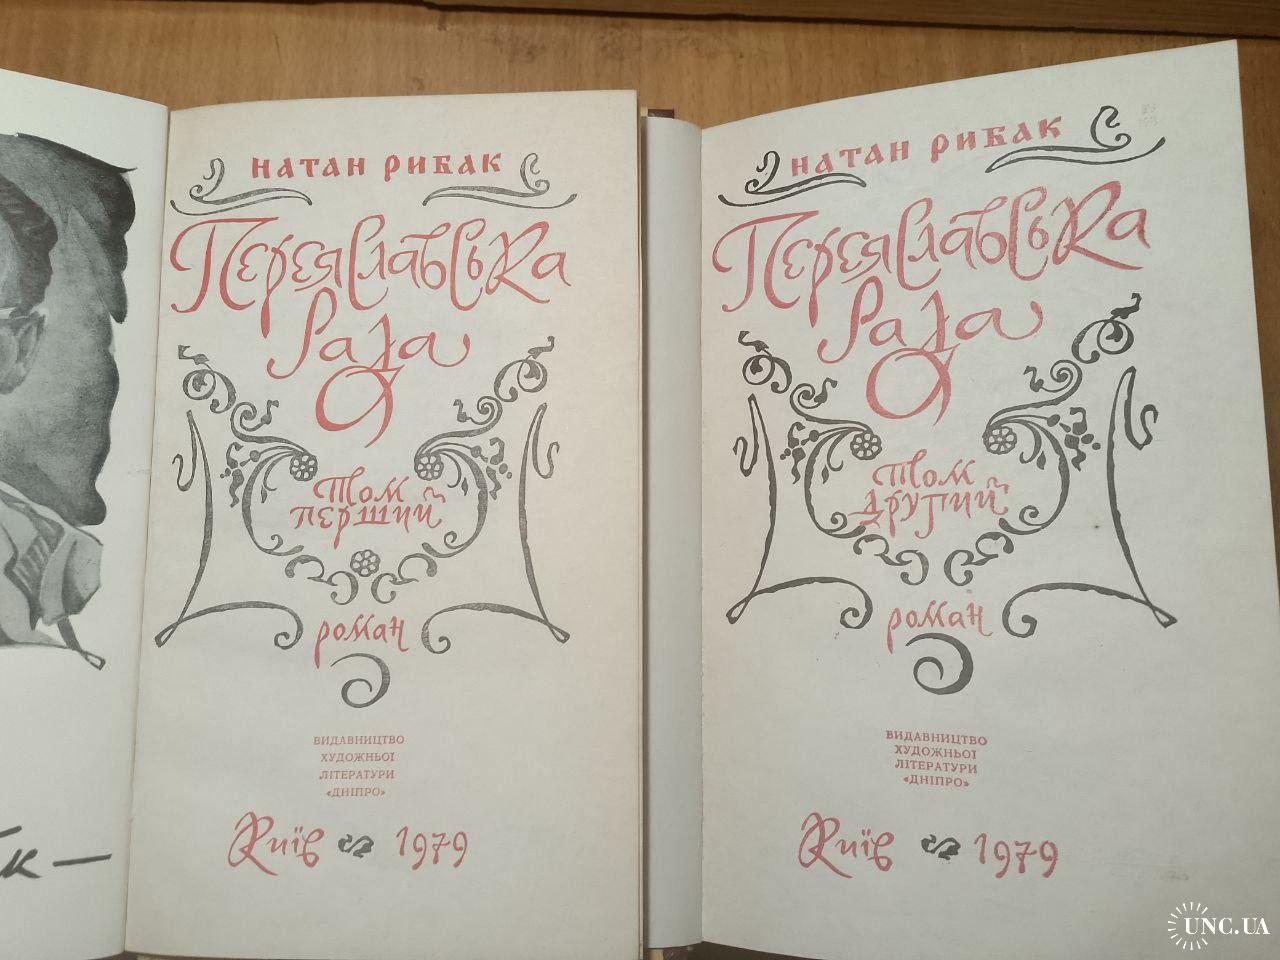 НАТАН РИБАК
Переяславська
Рада
Том
перший
роман
ВИДАВНИЦТВО
ХУДОЖНЬОЇ
ЛІТЕРАТУРИ
«ДНІПРО»
Київ 1979
НАТАН РИБАК
Переяславська
Рада
Том
другий
роман
ВИДАВНИЦТВО
ХУДОЖНЬОЇ
ЛІТЕРАТУРИ
«ДНІПРО»
Київ 1979
UNC.UA